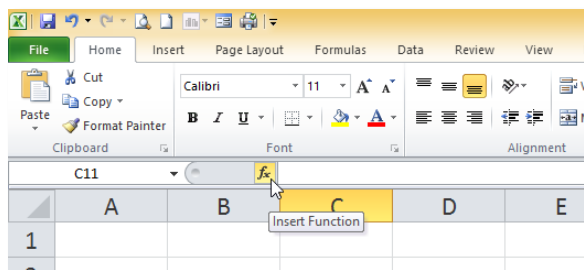 File Home Insert Page Layout Formulas Data Review View
Cut
Copy
Paste
Format Painter
Calibri 11 A A
B I U A
Clipboard Font Alignment
C11 fx
Insert Function
A B C D E
1